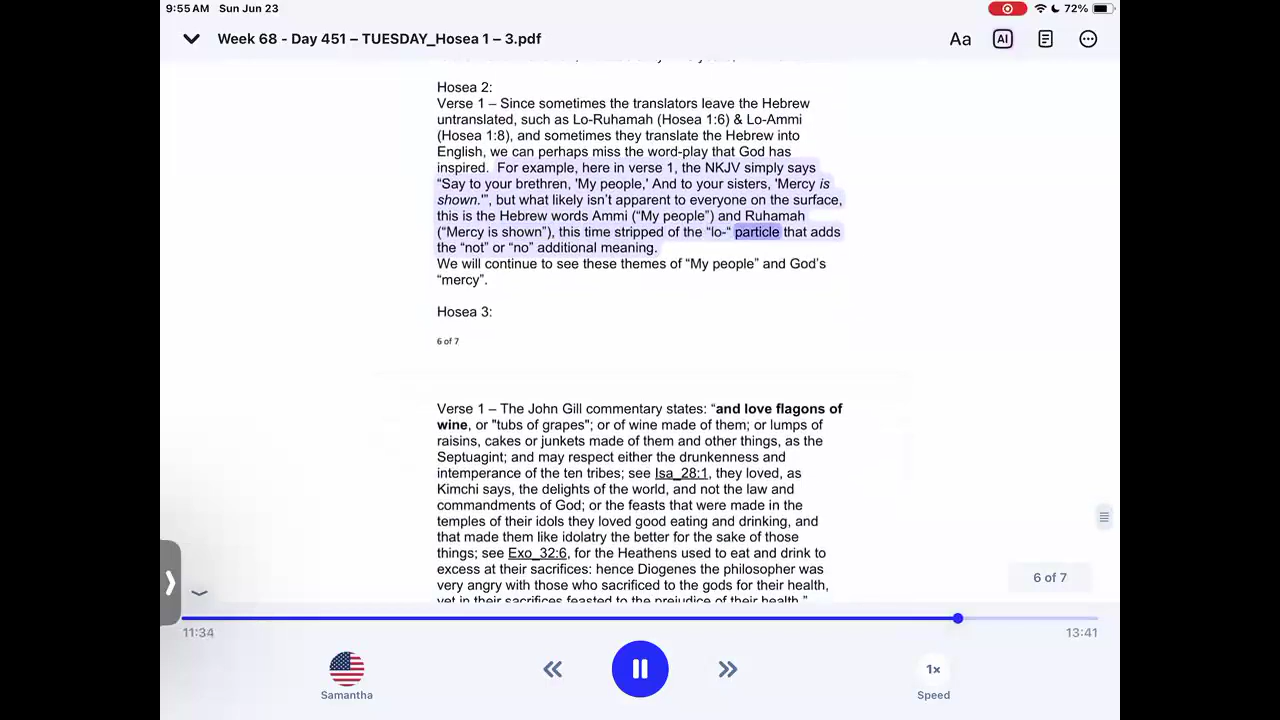 9:55 AM Sun Jun 23
72%
Week 68 - Day 451 – TUESDAY_Hosea 1 – 3.pdf
Aa
AI
Hosea 2:
Verse 1 – Since sometimes the translators leave the Hebrew
untranslated, such as Lo-Ruhamah (Hosea 1:6) & Lo-Ammi
(Hosea 1:8), and sometimes they translate the Hebrew into
English, we can perhaps miss the word-play that God has
inspired.  For example, here in verse 1, the NKJV simply says
“Say to your brethren, 'My people,' And to your sisters, 'Mercy is
shown.'”, but what likely isn’t apparent to everyone on the surface,
this is the Hebrew words Ammi (“My people”) and Ruhamah
(“Mercy is shown”), this time stripped of the “lo-“ particle that adds
the “not” or “no” additional meaning.
We will continue to see these themes of “My people” and God’s
“mercy”.
Hosea 3:
6 of 7
Verse 1 – The John Gill commentary states: “and love flagons of
wine, or "tubs of grapes"; or of wine made of them; or lumps of
raisins, cakes or junkets made of them and other things, as the
Septuagint; and may respect either the drunkenness and
intemperance of the ten tribes; see Isa_28:1, they loved, as
Kimchi says, the delights of the world, and not the law and
commandments of God; or the feasts that were made in the
temples of their idols they loved good eating and drinking, and
that made them like idolatry the better for the sake of those
things; see Exo_32:6, for the Heathens used to eat and drink to
excess at their sacrifices: hence Diogenes the philosopher was
very angry with those who sacrificed to the gods for their health,
yet in their sacrifices feasted to the prejudice of their health.”
6 of 7
11:34
13:41
1x
Samantha
Speed